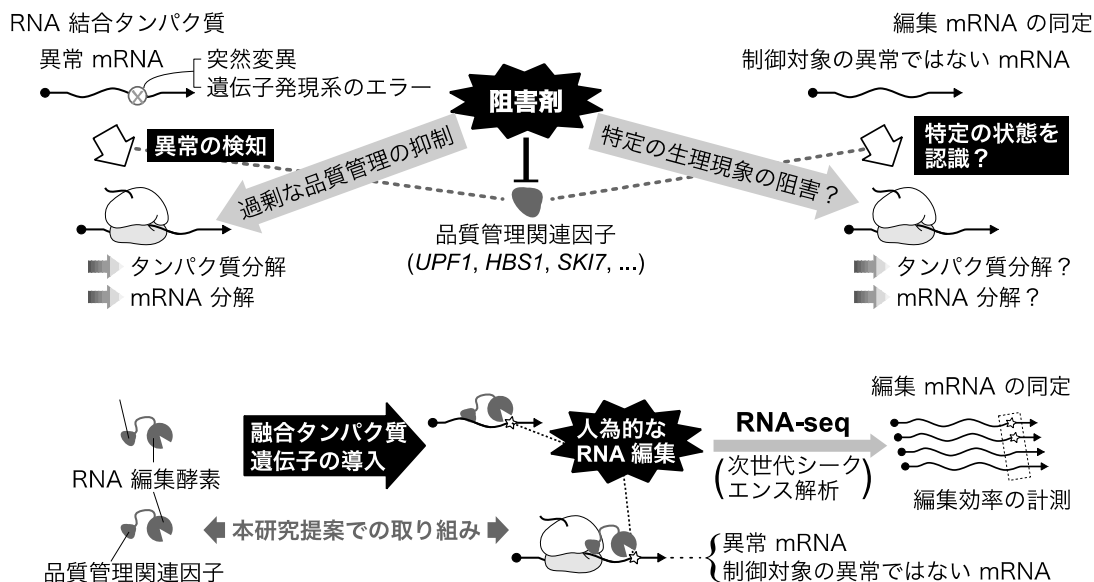 RNA 結合タンパク質
編集 mRNA の同定
異常 mRNA
突然変異
遺伝子発現系のエラー
阻害剤
制御対象の異常ではない mRNA
異常の検知
過剰な品質管理の抑制
特定の生理現象の阻害？
特定の状態を
認識？
品質管理関連因子
(UPF1, HBS1, SKI7, ...)
タンパク質分解
mRNA 分解
タンパク質分解？
mRNA 分解？
RNA 編集酵素
融合タンパク質
遺伝子の導入
人為的な
RNA 編集
RNA-seq
(次世代シーク
エンス解析)
編集 mRNA の同定
編集効率の計測
本研究提案での取り組み
品質管理関連因子
異常 mRNA
制御対象の異常ではない mRNA